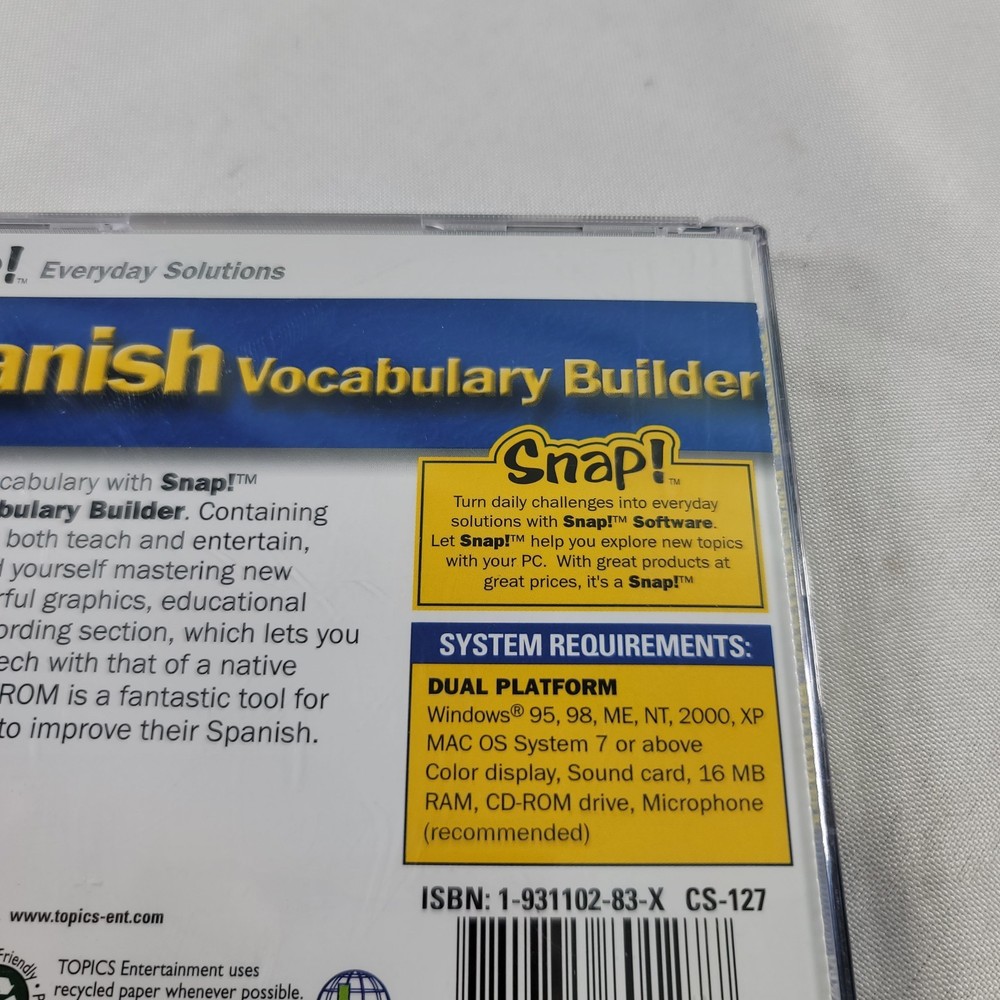 ! ™ Everyday Solutions
anish Vocabulary Builder
cabulary with Snap!™
bulary Builder. Containing
both teach and entertain,
d yourself mastering new
rful graphics, educational
ording section, which lets you
ech with that of a native
ROM is a fantastic tool for
to improve their Spanish.
Snap!™
Turn daily challenges into everyday
solutions with Snap!™ Software.
Let Snap!™ help you explore new topics
with your PC. With great products at
great prices, it's a Snap!™
SYSTEM REQUIREMENTS:
DUAL PLATFORM
Windows® 95, 98, ME, NT, 2000, XP
MAC OS System 7 or above
Color display, Sound card, 16 MB
RAM, CD-ROM drive, Microphone
(recommended)
ISBN: 1-931102-83-X CS-127
www.topics-ent.com
Friendly •
TOPICS Entertainment uses
recycled paper whenever possible.